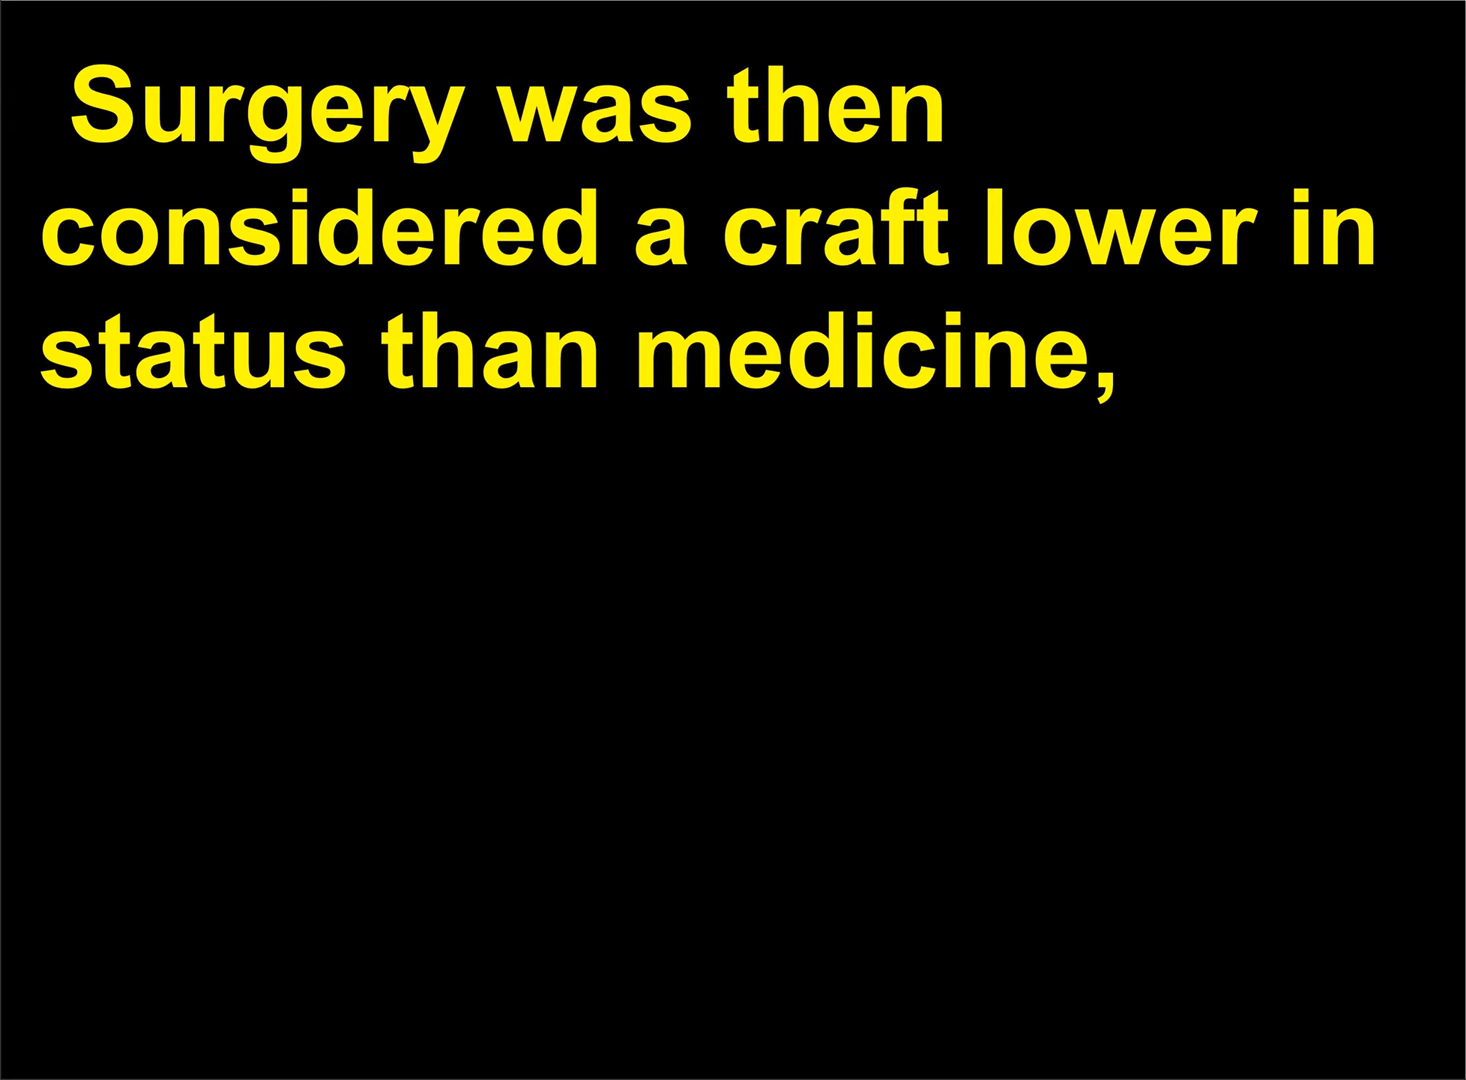 Surgery was then
considered a craft lower in
status than medicine,